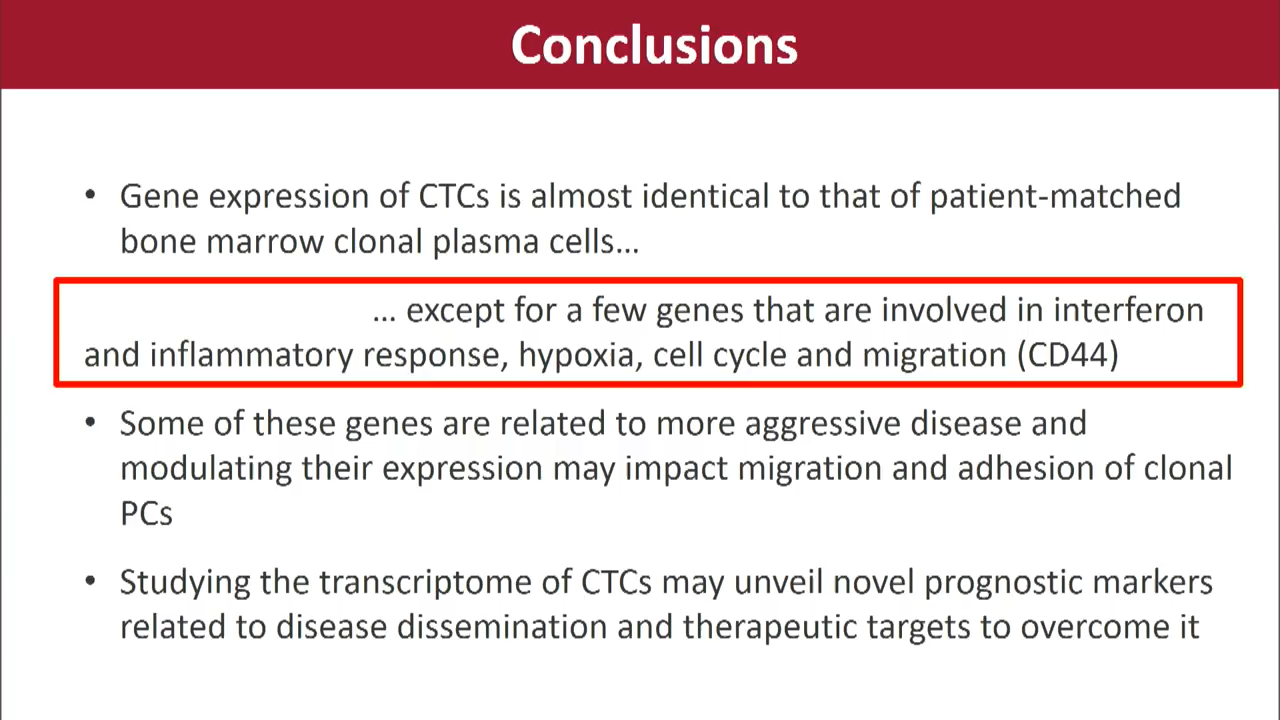 Conclusions
• Gene expression of CTCs is almost identical to that of patient-matched
bone marrow clonal plasma cells…
… except for a few genes that are involved in interferon
and inflammatory response, hypoxia, cell cycle and migration (CD44)
• Some of these genes are related to more aggressive disease and
modulating their expression may impact migration and adhesion of clonal
PCs
• Studying the transcriptome of CTCs may unveil novel prognostic markers
related to disease dissemination and therapeutic targets to overcome it